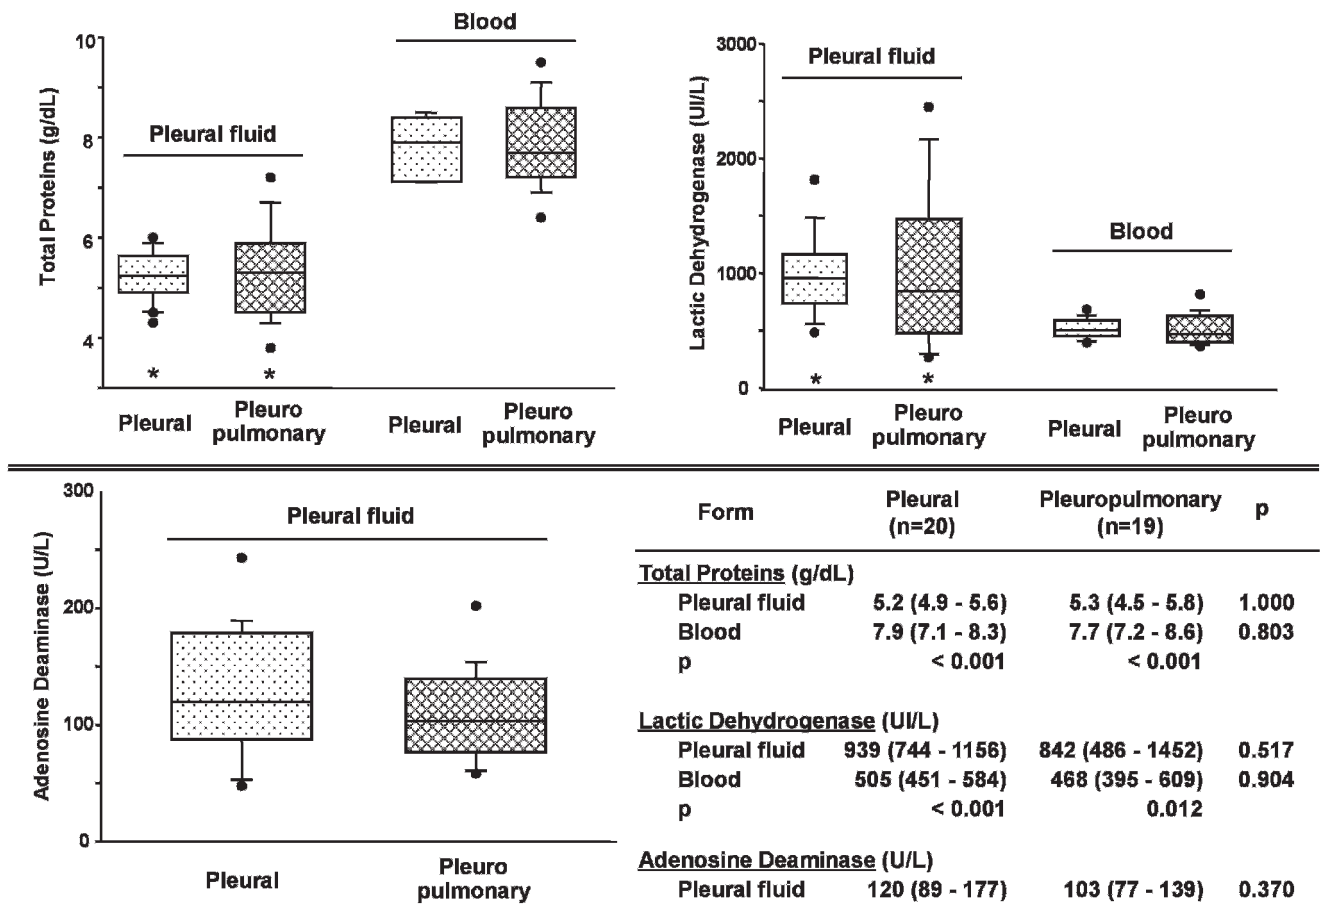 Blood
Pleural fluid
Total Proteins (g/dL)
10
8
6
4
*
*
Pleural
Pleuro
pulmonary
Pleural
Pleuro
pulmonary
Pleural fluid
Blood
Lactic Dehydrogenase (UI/L)
3000
2000
1000
0
*
*
Pleural
Pleuro
pulmonary
Pleural
Pleuro
pulmonary
Pleural fluid
Adenosine Deaminase (U/L)
300
200
100
0
Pleural
Pleuro
pulmonary
Form Pleural (n=20) Pleuropulmonary (n=19) p
Total Proteins (g/dL)
Pleural fluid 5.2 (4.9 - 5.6) 5.3 (4.5 - 5.8) 1.000
Blood 7.9 (7.1 - 8.3) 7.7 (7.2 - 8.6) 0.803
p < 0.001 < 0.001
Lactic Dehydrogenase (UI/L)
Pleural fluid 939 (744 - 1156) 842 (486 - 1452) 0.517
Blood 505 (451 - 584) 468 (395 - 609) 0.904
p < 0.001 0.012
Adenosine Deaminase (U/L)
Pleural fluid 120 (89 - 177) 103 (77 - 139) 0.370